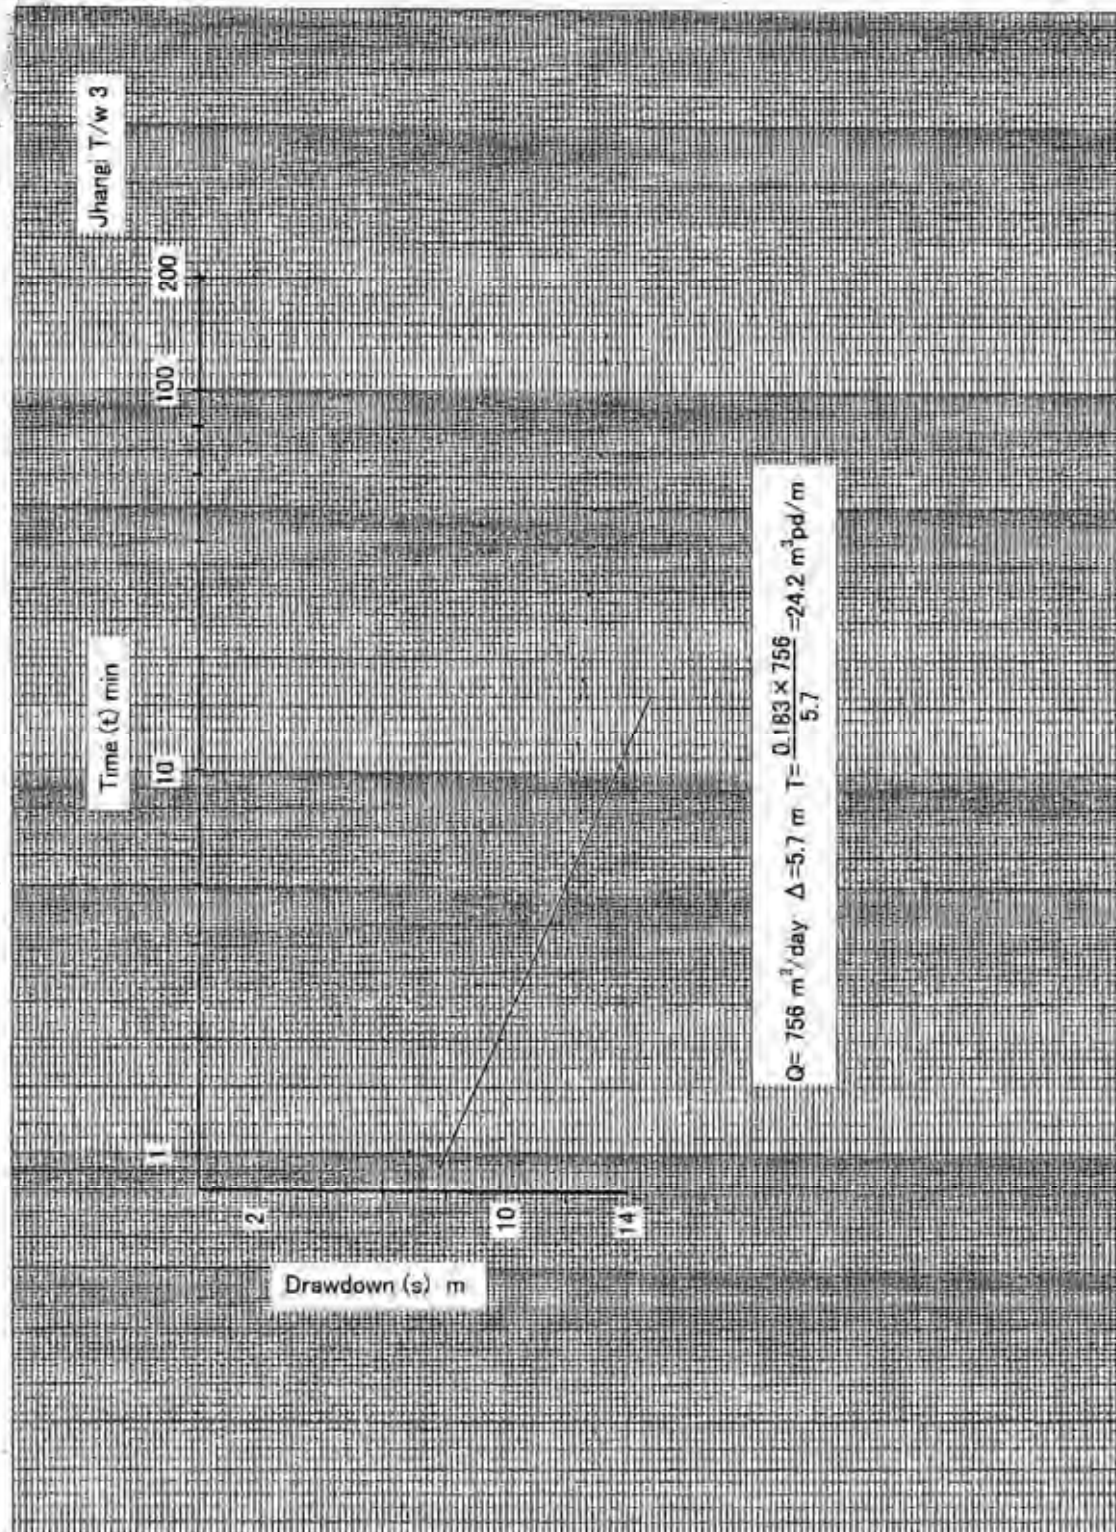 Jhangi T/w 3
Time (t) min
1
10
100
200
2
10
14
Drawdown (s) m
Q= 756 m³/day Δ=5.7 m T= 0.183 × 756 =24.2 m³pd/m
5.7